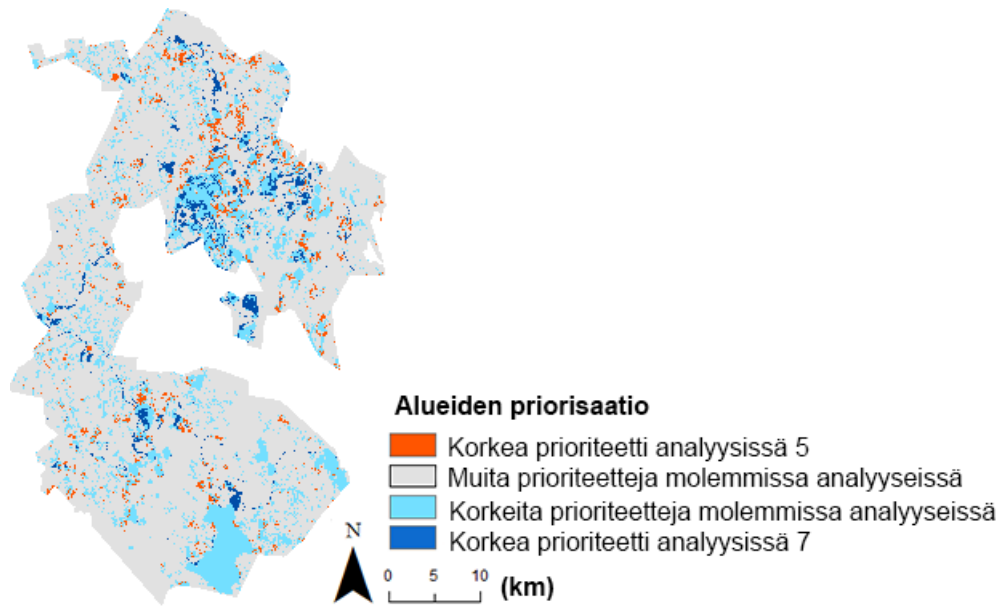 Alueiden priorisaatio
Korkea prioriteetti analyysissä 5
Muita prioriteetteja molemmissa analyyseissä
Korkeita prioriteetteja molemmissa analyyseissä
Korkea prioriteetti analyysissä 7
N
0 5 10
(km)